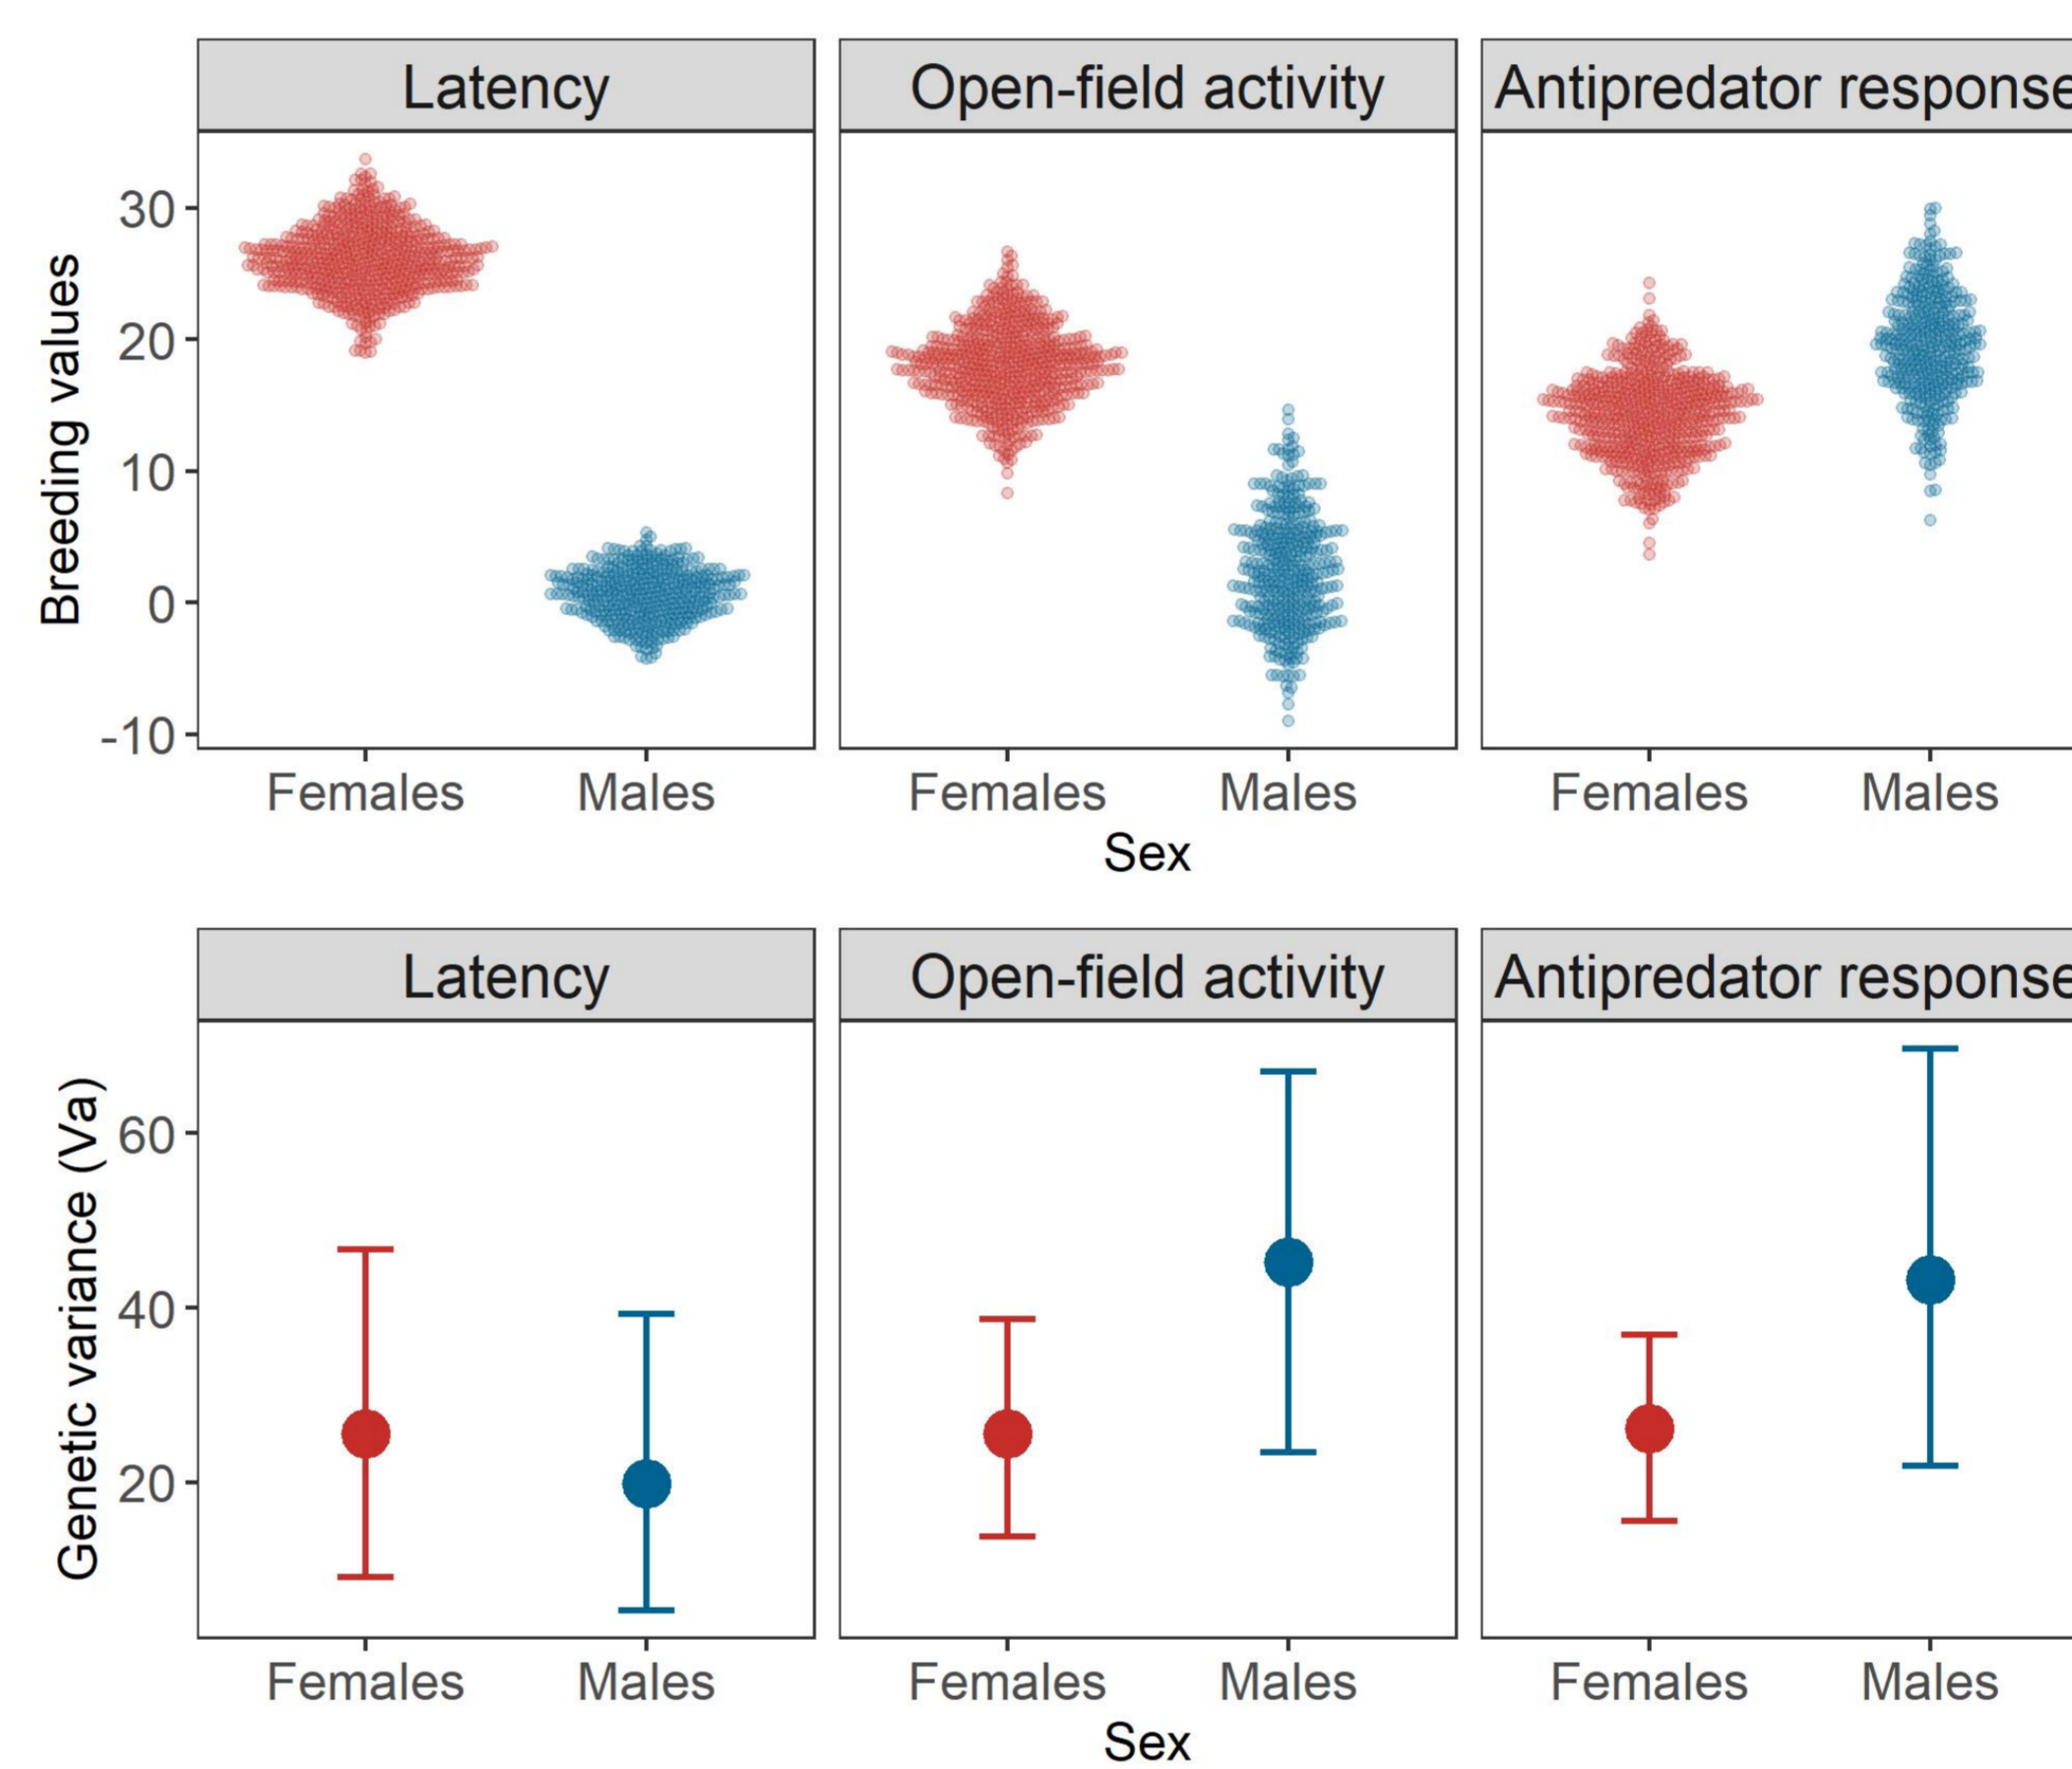 Latency Open-field activity Antipredator response
Breeding values
30
20
10
0
-10
Females Males Females Males Females Males
Sex
Latency Open-field activity Antipredator response
Genetic variance (Va)
60
40
20
Females Males Females Males Females Males
Sex